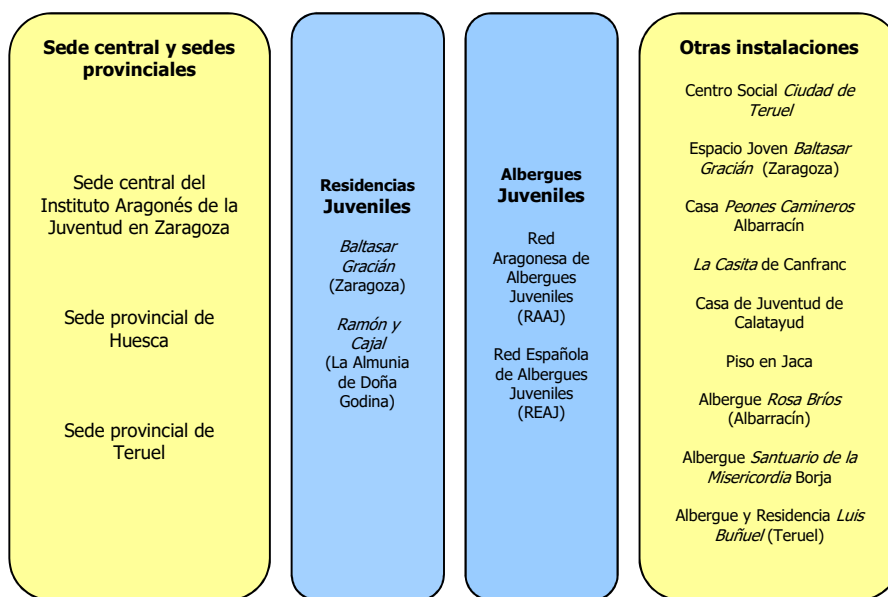 Sede central y sedes
provinciales
Sede central del
Instituto Aragonés de la
Juventud en Zaragoza
Sede provincial de
Huesca
Sede provincial de
Teruel
Residencias
Juveniles
Baltasar
Gracián
(Zaragoza)
Ramón y
Cajal
(La Almunia
de Doña
Godina)
Albergues
Juveniles
Red
Aragonesa de
Albergues
Juveniles
(RAAJ)
Red Española
de Albergues
Juveniles
(REAJ)
Otras instalaciones
Centro Social Ciudad de
Teruel
Espacio Joven Baltasar
Gracián (Zaragoza)
Casa Peones Camineros
Albarracín
La Casita de Canfranc
Casa de Juventud de
Calatayud
Piso en Jaca
Albergue Rosa Bríos
(Albarracín)
Albergue Santuario de la
Misericordia Borja
Albergue y Residencia Luis
Buñuel (Teruel)